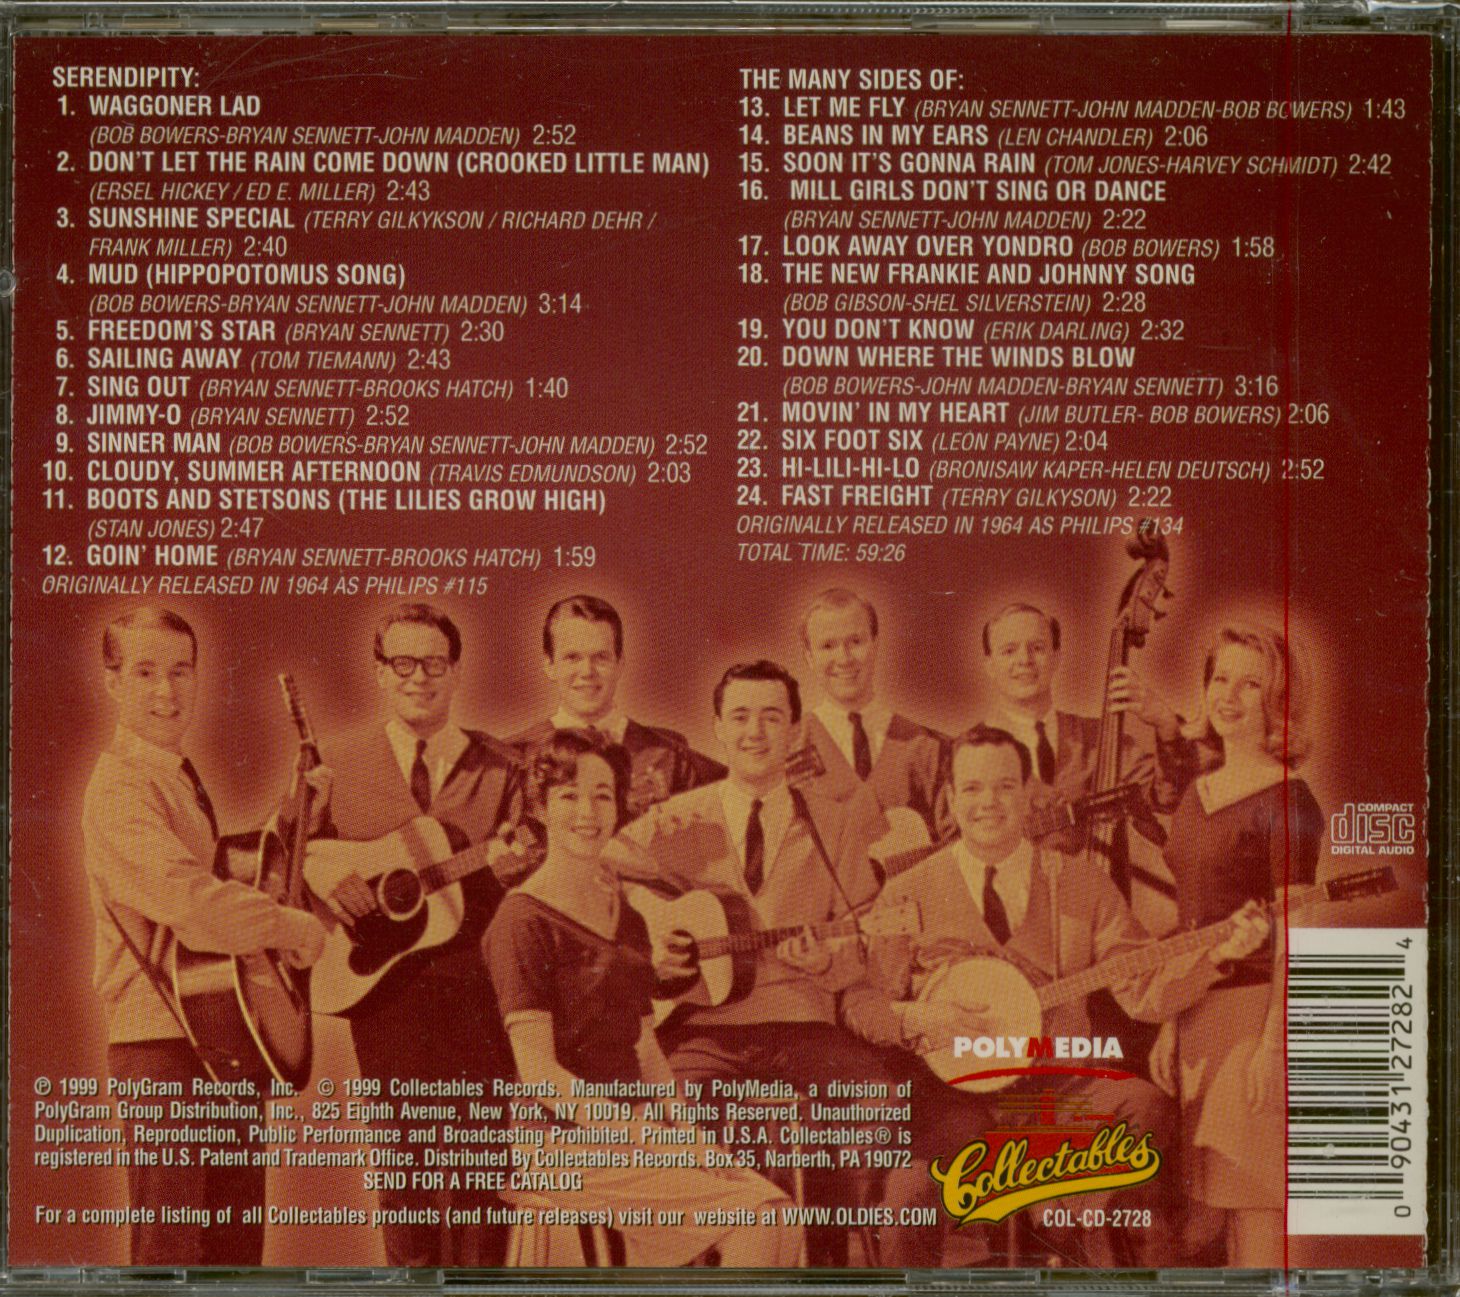 SERENDIPITY:
1. WAGGONER LAD
(BOB BOWERS-BRYAN SENNETT-JOHN MADDEN) 2:52
2. DON'T LET THE RAIN COME DOWN (CROOKED LITTLE MAN)
(ERSEL HICKEY / ED E. MILLER) 2:43
3. SUNSHINE SPECIAL (TERRY GILKYKSON / RICHARD DEHR /
FRANK MILLER) 2:40
4. MUD (HIPPOPOTOMUS SONG)
(BOB BOWERS-BRYAN SENNETT-JOHN MADDEN) 3:14
5. FREEDOM'S STAR (BRYAN SENNETT) 2:30
6. SAILING AWAY (TOM TIEMANN) 2:43
7. SING OUT (BRYAN SENNETT-BROOKS HATCH) 1:40
8. JIMMY-O (BRYAN SENNETT) 2:52
9. SINNER MAN (BOB BOWERS-BRYAN SENNETT-JOHN MADDEN) 2:52
10. CLOUDY, SUMMER AFTERNOON (TRAVIS EDMUNDSON) 2:03
11. BOOTS AND STETSONS (THE LILIES GROW HIGH)
(STAN JONES) 2:47
12. GOIN' HOME (BRYAN SENNETT-BROOKS HATCH) 1:59
ORIGINALLY RELEASED IN 1964 AS PHILIPS #115
THE MANY SIDES OF:
13. LET ME FLY (BRYAN SENNETT-JOHN MADDEN-BOB BOWERS) 1:43
14. BEANS IN MY EARS (LEN CHANDLER) 2:06
15. SOON IT'S GONNA RAIN (TOM JONES-HARVEY SCHMIDT) 2:42
16. MILL GIRLS DON'T SING OR DANCE
(BRYAN SENNETT-JOHN MADDEN) 2:22
17. LOOK AWAY OVER YONDRO (BOB BOWERS) 1:58
18. THE NEW FRANKIE AND JOHNNY SONG
(BOB GIBSON-SHEL SILVERSTEIN) 2:28
19. YOU DON'T KNOW (ERIK DARLING) 2:32
20. DOWN WHERE THE WINDS BLOW
(BOB BOWERS-JOHN MADDEN-BRYAN SENNETT) 3:16
21. MOVIN' IN MY HEART (JIM BUTLER- BOB BOWERS) 2:06
22. SIX FOOT SIX (LEON PAYNE) 2:04
23. HI-LILI-HI-LO (BRONISAW KAPER-HELEN DEUTSCH) 2:52
24. FAST FREIGHT (TERRY GILKYSON) 2:22
ORIGINALLY RELEASED IN 1964 AS PHILIPS #134
TOTAL TIME: 59:26
COMPACT
disc
DIGITAL AUDIO
0 90431 27282 4
POLYMEDIA
Collectables
COL-CD-2728
℗ 1999 PolyGram Records, Inc. © 1999 Collectables Records. Manufactured by PolyMedia, a division of
PolyGram Group Distribution, Inc., 825 Eighth Avenue, New York, NY 10019. All Rights Reserved. Unauthorized
Duplication, Reproduction, Public Performance and Broadcasting Prohibited. Printed in U.S.A. Collectables® is
registered in the U.S. Patent and Trademark Office. Distributed By Collectables Records. Box 35, Narberth, PA 19072
SEND FOR A FREE CATALOG
For a complete listing of all Collectables products (and future releases) visit our website at WWW.OLDIES.COM